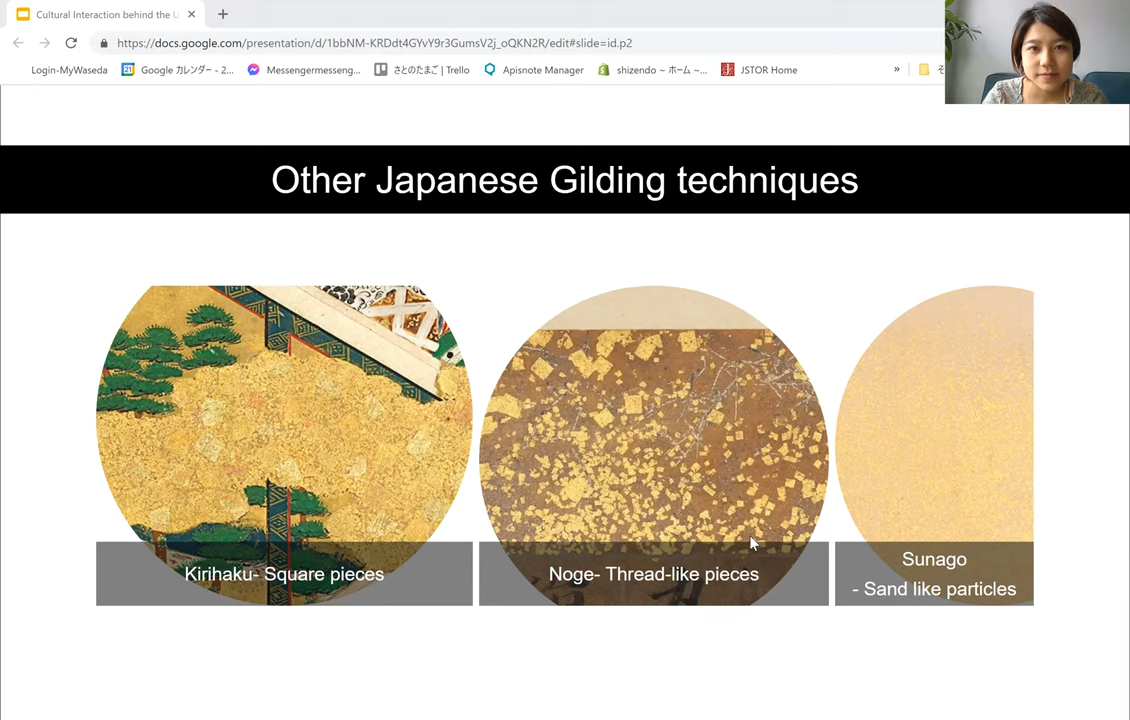 Cultural Interaction behind the U
https://docs.google.com/presentation/d/1bbNM-KRDdt4GYvY9r3GumsV2j_oQKN2R/edit#slide=id.p2
Login-MyWaseda
Google カレンダー - 2...
Messengermesseng...
さとのたまご | Trello
Apisnote Manager
shizendo ~ ホーム ~...
JSTOR Home
»
そ
Other Japanese Gilding techniques
Kirihaku- Square pieces
Noge- Thread-like pieces
Sunago
- Sand like particles